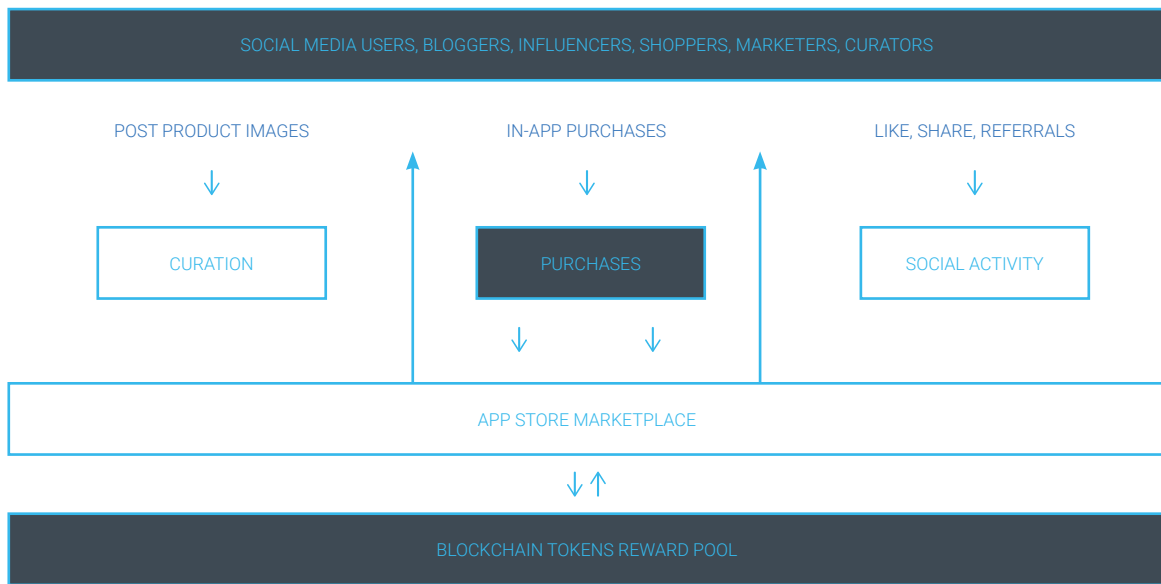 SOCIAL MEDIA USERS, BLOGGERS, INFLUENCERS, SHOPPERS, MARKETERS, CURATORS
POST PRODUCT IMAGES
IN-APP PURCHASES
LIKE, SHARE, REFERRALS
CURATION
PURCHASES
SOCIAL ACTIVITY
APP STORE MARKETPLACE
BLOCKCHAIN TOKENS REWARD POOL